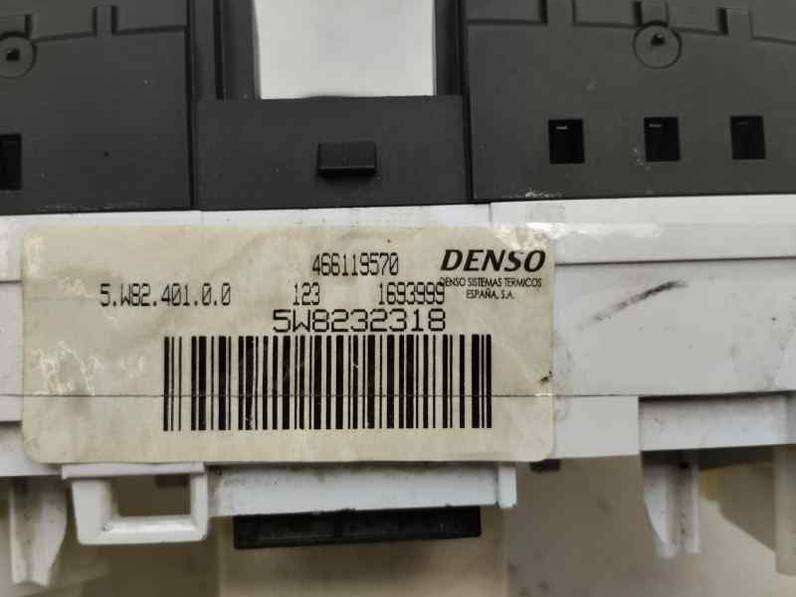 466119570 DENSO
DENSO SISTEMAS TERMICOS
5.W82.401.0.0 123 1693999 ESPAÑA, S.A.
5W8232318